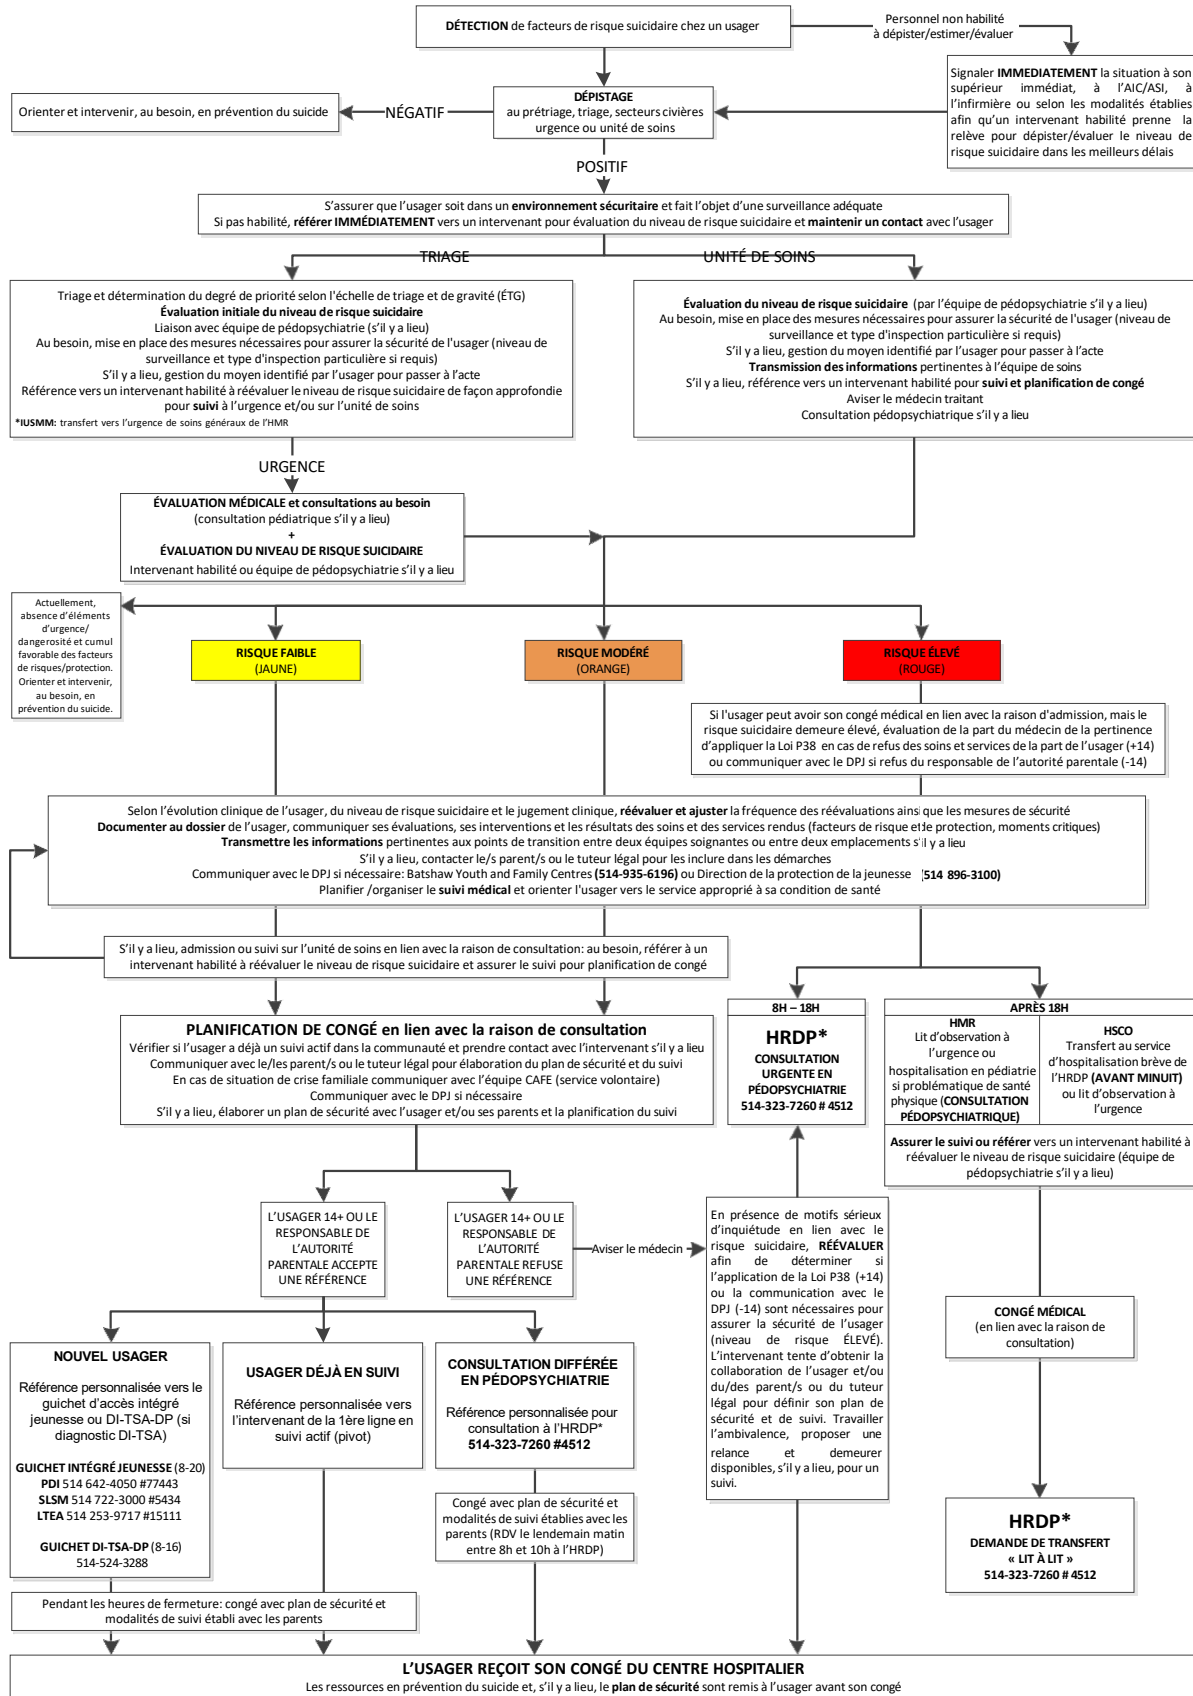 DÉTECTION de facteurs de risque suicidaire chez un usager
Personnel non habilité
à dépister/estimer/évaluer
Signaler IMMEDIATEMENT la situation à son
supérieur immédiat, à l'AIC/ASI, à
l'infirmière ou selon les modalités établies
afin qu'un intervenant habilité prenne la
relève pour dépister/évaluer le niveau de
risque suicidaire dans les meilleurs délais
DÉPISTAGE
au prétriage, triage, secteurs civières
urgence ou unité de soins
NÉGATIF
Orienter et intervenir, au besoin, en prévention du suicide
POSITIF
S'assurer que l'usager soit dans un environnement sécuritaire et fait l'objet d'une surveillance adéquate
Si pas habilité, référer IMMÉDIATEMENT vers un intervenant pour évaluation du niveau de risque suicidaire et maintenir un contact avec l'usager
TRIAGE
UNITÉ DE SOINS
Triage et détermination du degré de priorité selon l'échelle de triage et de gravité (ÉTG)
Évaluation initiale du niveau de risque suicidaire
Liaison avec équipe de pédopsychiatrie (s'il y a lieu)
Au besoin, mise en place des mesures nécessaires pour assurer la sécurité de l'usager (niveau de
surveillance et type d'inspection particulière si requis)
S'il y a lieu, gestion du moyen identifié par l'usager pour passer à l'acte
Référence vers un intervenant habilité à réévaluer le niveau de risque suicidaire de façon approfondie
pour suivi à l'urgence et/ou sur l'unité de soins
*IUSMM: transfert vers l'urgence de soins généraux de l'HMR
Évaluation du niveau de risque suicidaire (par l'équipe de pédopsychiatrie s'il y a lieu)
Au besoin, mise en place des mesures nécessaires pour assurer la sécurité de l'usager (niveau de
surveillance et type d'inspection particulière si requis)
S'il y a lieu, gestion du moyen identifié par l'usager pour passer à l'acte
Transmission des informations pertinentes à l'équipe de soins
S'il y a lieu, référence vers un intervenant habilité pour suivi et planification de congé
Aviser le médecin traitant
Consultation pédopsychiatrique s'il y a lieu
URGENCE
ÉVALUATION MÉDICALE et consultations au besoin
(consultation pédiatrique s'il y a lieu)
+
ÉVALUATION DU NIVEAU DE RISQUE SUICIDAIRE
Intervenant habilité ou équipe de pédopsychiatrie s'il y a lieu
Actuellement,
absence d'éléments
d'urgence/
dangerosité et cumul
favorable des facteurs
de risques/protection.
Orienter et intervenir,
au besoin, en
prévention du suicide.
RISQUE FAIBLE
(JAUNE)
RISQUE MODÉRÉ
(ORANGE)
RISQUE ÉLEVÉ
(ROUGE)
Si l'usager peut avoir son congé médical en lien avec la raison d'admission, mais le
risque suicidaire demeure élevé, évaluation de la part du médecin de la pertinence
d'appliquer la Loi P38 en cas de refus des soins et services de la part de l'usager (+14)
ou communiquer avec le DPJ si refus du responsable de l'autorité parentale (-14)
Selon l'évolution clinique de l'usager, du niveau de risque suicidaire et le jugement clinique, réévaluer et ajuster la fréquence des réévaluations ainsi que les mesures de sécurité
Documenter au dossier de l'usager, communiquer ses évaluations, ses interventions et les résultats des soins et des services rendus (facteurs de risque et de protection, moments critiques)
Transmettre les informations pertinentes aux points de transition entre deux équipes soignantes ou entre deux emplacements s'il y a lieu
S'il y a lieu, contacter le/s parent/s ou le tuteur légal pour les inclure dans les démarches
Communiquer avec le DPJ si nécessaire: Batshaw Youth and Family Centres (514-935-6196) ou Direction de la protection de la jeunesse (514 896-3100)
Planifier /organiser le suivi médical et orienter l'usager vers le service approprié à sa condition de santé
S'il y a lieu, admission ou suivi sur l'unité de soins en lien avec la raison de consultation: au besoin, référer à un
intervenant habilité à réévaluer le niveau de risque suicidaire et assurer le suivi pour planification de congé
PLANIFICATION DE CONGÉ en lien avec la raison de consultation
Vérifier si l'usager a déjà un suivi actif dans la communauté et prendre contact avec l'intervenant s'il y a lieu
Communiquer avec le/les parent/s ou le tuteur légal pour élaboration du plan de sécurité et du suivi
En cas de situation de crise familiale communiquer avec l'équipe CAFE (service volontaire)
Communiquer avec le DPJ si nécessaire
S'il y a lieu, élaborer un plan de sécurité avec l'usager et/ou ses parents et la planification du suivi
8H – 18H
HRDP*
CONSULTATION
URGENTE EN
PÉDOPSYCHIATRIE
514-323-7260 # 4512
APRÈS 18H
HMR
Lit d'observation à
l'urgence ou
hospitalisation en pédiatrie
si problématique de santé
physique (CONSULTATION
PÉDOPSYCHIATRIQUE)
HSCO
Transfert au service
d'hospitalisation brève de
l'HRDP (AVANT MINUIT)
ou lit d'observation à
l'urgence
Assurer le suivi ou référer vers un intervenant habilité à
réévaluer le niveau de risque suicidaire (équipe de
pédopsychiatrie s'il y a lieu)
L'USAGER 14+ OU LE
RESPONSABLE DE
L'AUTORITÉ
PARENTALE ACCEPTE
UNE RÉFÉRENCE
L'USAGER 14+ OU LE
RESPONSABLE DE
L'AUTORITÉ
PARENTALE REFUSE
UNE RÉFÉRENCE
Aviser le médecin
En présence de motifs sérieux
d'inquiétude en lien avec le
risque suicidaire, RÉÉVALUER
afin de déterminer si
l'application de la Loi P38 (+14)
ou la communication avec le
DPJ (-14) sont nécessaires pour
assurer la sécurité de l'usager
(niveau de risque ÉLEVÉ).
L'intervenant tente d'obtenir la
collaboration de l'usager et/ou
du/des parent/s ou du tuteur
légal pour définir son plan de
sécurité et de suivi. Travailler
l'ambivalence, proposer une
relance et demeurer
disponibles, s'il y a lieu, pour un
suivi.
CONGÉ MÉDICAL
(en lien avec la raison de
consultation)
NOUVEL USAGER
Référence personnalisée vers le
guichet d'accès intégré
jeunesse ou DI-TSA-DP (si
diagnostic DI-TSA)
GUICHET INTÉGRÉ JEUNESSE (8-20)
PDI 514 642-4050 #77443
SLSM 514 722-3000 #5434
LTEA 514 253-9717 #15111
GUICHET DI-TSA-DP (8-16)
514-524-3288
USAGER DÉJÀ EN SUIVI
Référence personnalisée vers
l'intervenant de la 1ère ligne en
suivi actif (pivot)
CONSULTATION DIFFÉRÉE
EN PÉDOPSYCHIATRIE
Référence personnalisée pour
consultation à l'HRDP*
514-323-7260 #4512
Congé avec plan de sécurité et
modalités de suivi établies avec les
parents (RDV le lendemain matin
entre 8h et 10h à l'HRDP)
HRDP*
DEMANDE DE TRANSFERT
« LIT À LIT »
514-323-7260 # 4512
Pendant les heures de fermeture: congé avec plan de sécurité et
modalités de suivi établi avec les parents
L'USAGER REÇOIT SON CONGÉ DU CENTRE HOSPITALIER
Les ressources en prévention du suicide et, s'il y a lieu, le plan de sécurité sont remis à l'usager avant son congé